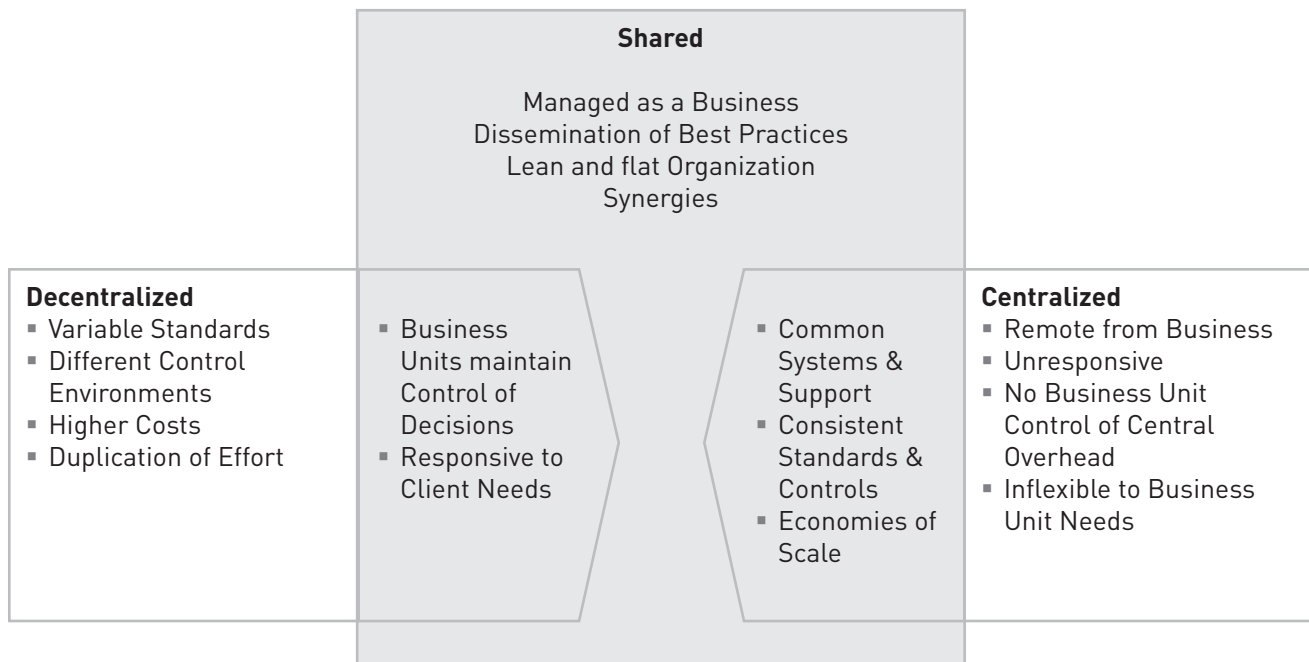 Shared
Managed as a Business
Dissemination of Best Practices
Lean and flat Organization
Synergies
Decentralized
▪ Variable Standards
▪ Different Control
Environments
▪ Higher Costs
▪ Duplication of Effort
▪ Business
Units maintain
Control of
Decisions
▪ Responsive to
Client Needs
▪ Common
Systems &
Support
▪ Consistent
Standards &
Controls
▪ Economies of
Scale
Centralized
▪ Remote from Business
▪ Unresponsive
▪ No Business Unit
Control of Central
Overhead
▪ Inflexible to Business
Unit Needs